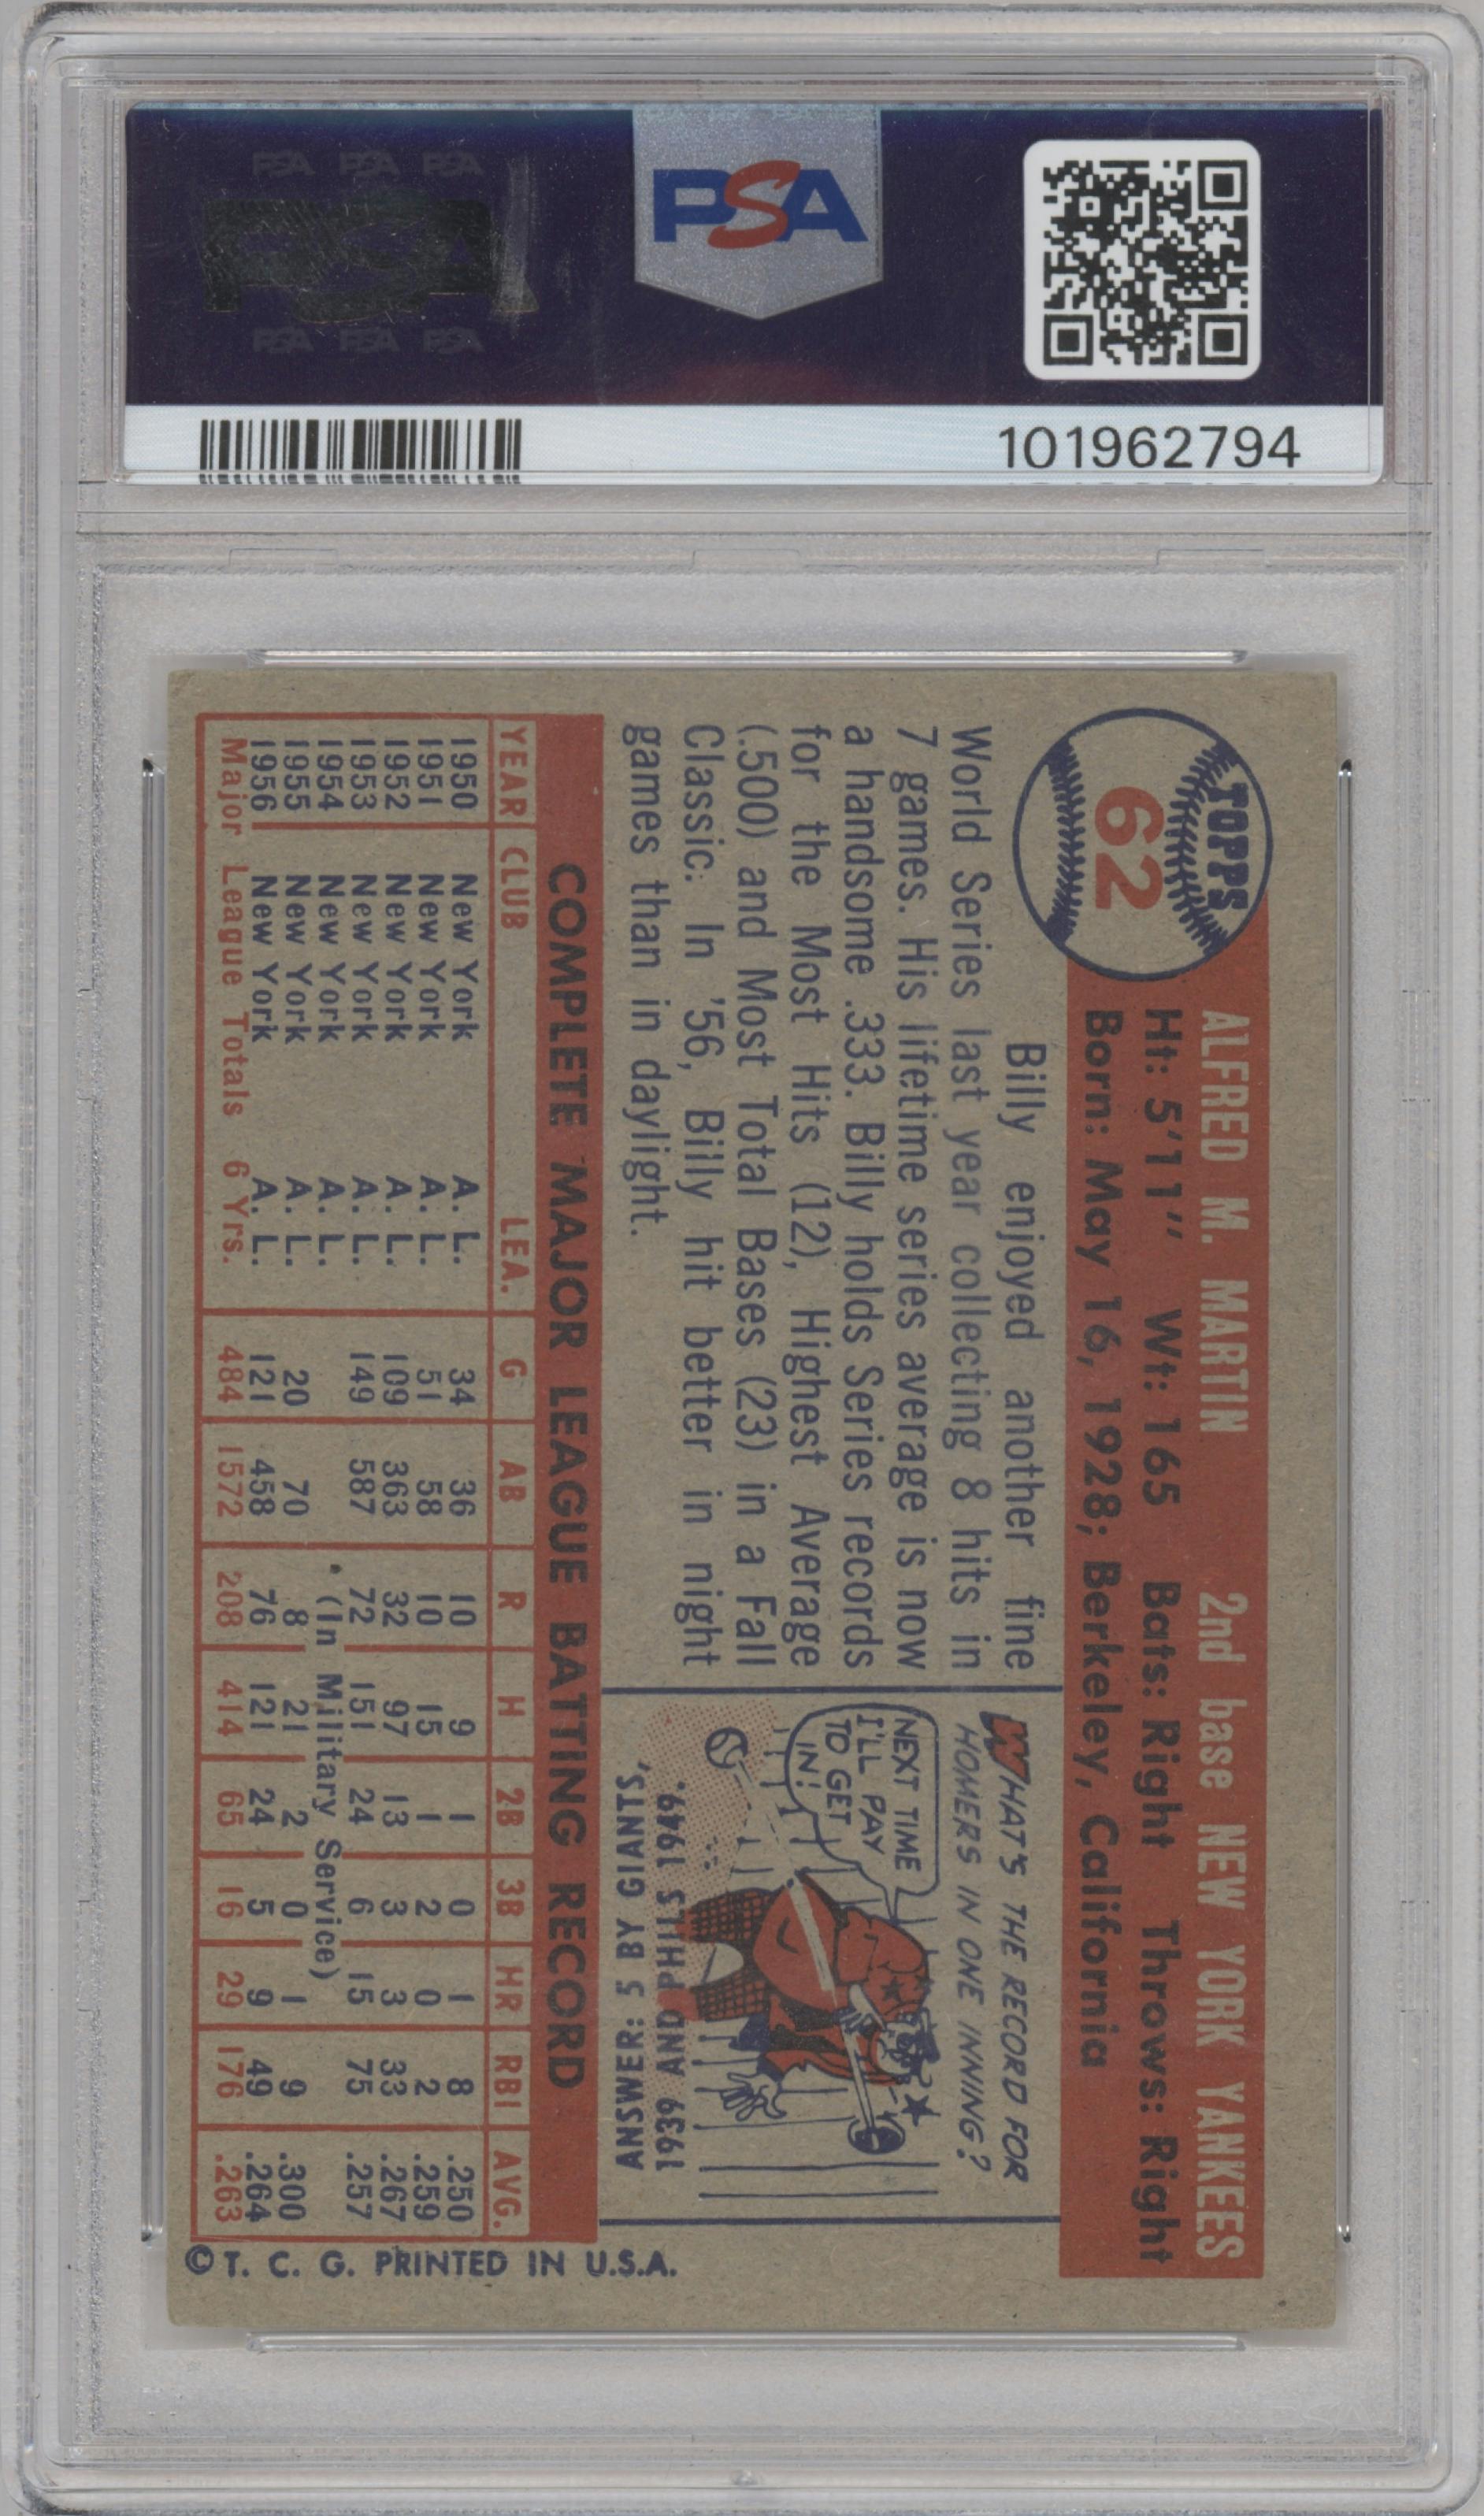 PSA PSA PSA
PSA PSA PSA
PSA
101962794
TOPPS
62
ALFRED M. MARTIN 2nd base NEW YORK YANKEES
Ht: 5'11" Wt: 165 Bats: Right Throws: Right
Born: May 16, 1928; Berkeley, California
Billy enjoyed another fine
World Series last year collecting 8 hits in
7 games. His lifetime series average is now
a handsome .333. Billy holds Series records
for the Most Hits (12), Highest Average
(.500) and Most Total Bases (23) in a Fall
Classic. In '56, Billy hit better in night
games than in daylight.
WHAT'S THE RECORD FOR
HOMERS IN ONE INNING?
NEXT TIME
I'LL PAY
TO GET
IN!
ANSWER: 5 BY GIANTS,
1939 AND PHILS 1949.
COMPLETE MAJOR LEAGUE BATTING RECORD
YEAR CLUB LEA. G AB R H 2B 3B HR RBI AVG.
1950 New York A. L. 34 36 10 9 1 0 1 8 .250
1951 New York A. L. 51 58 10 15 1 2 0 2 .259
1952 New York A. L. 109 363 32 97 13 3 3 33 .267
1953 New York A. L. 149 587 72 151 24 6 15 75 .257
1954 New York A. L. (In Military Service)
1955 New York A. L. 20 70 8 21 2 0 1 9 .300
1956 New York A. L. 121 458 76 121 24 5 9 49 .264
Major League Totals 6 Yrs. 484 1572 208 414 65 16 29 176 .263
© T. C. G. PRINTED IN U.S.A.